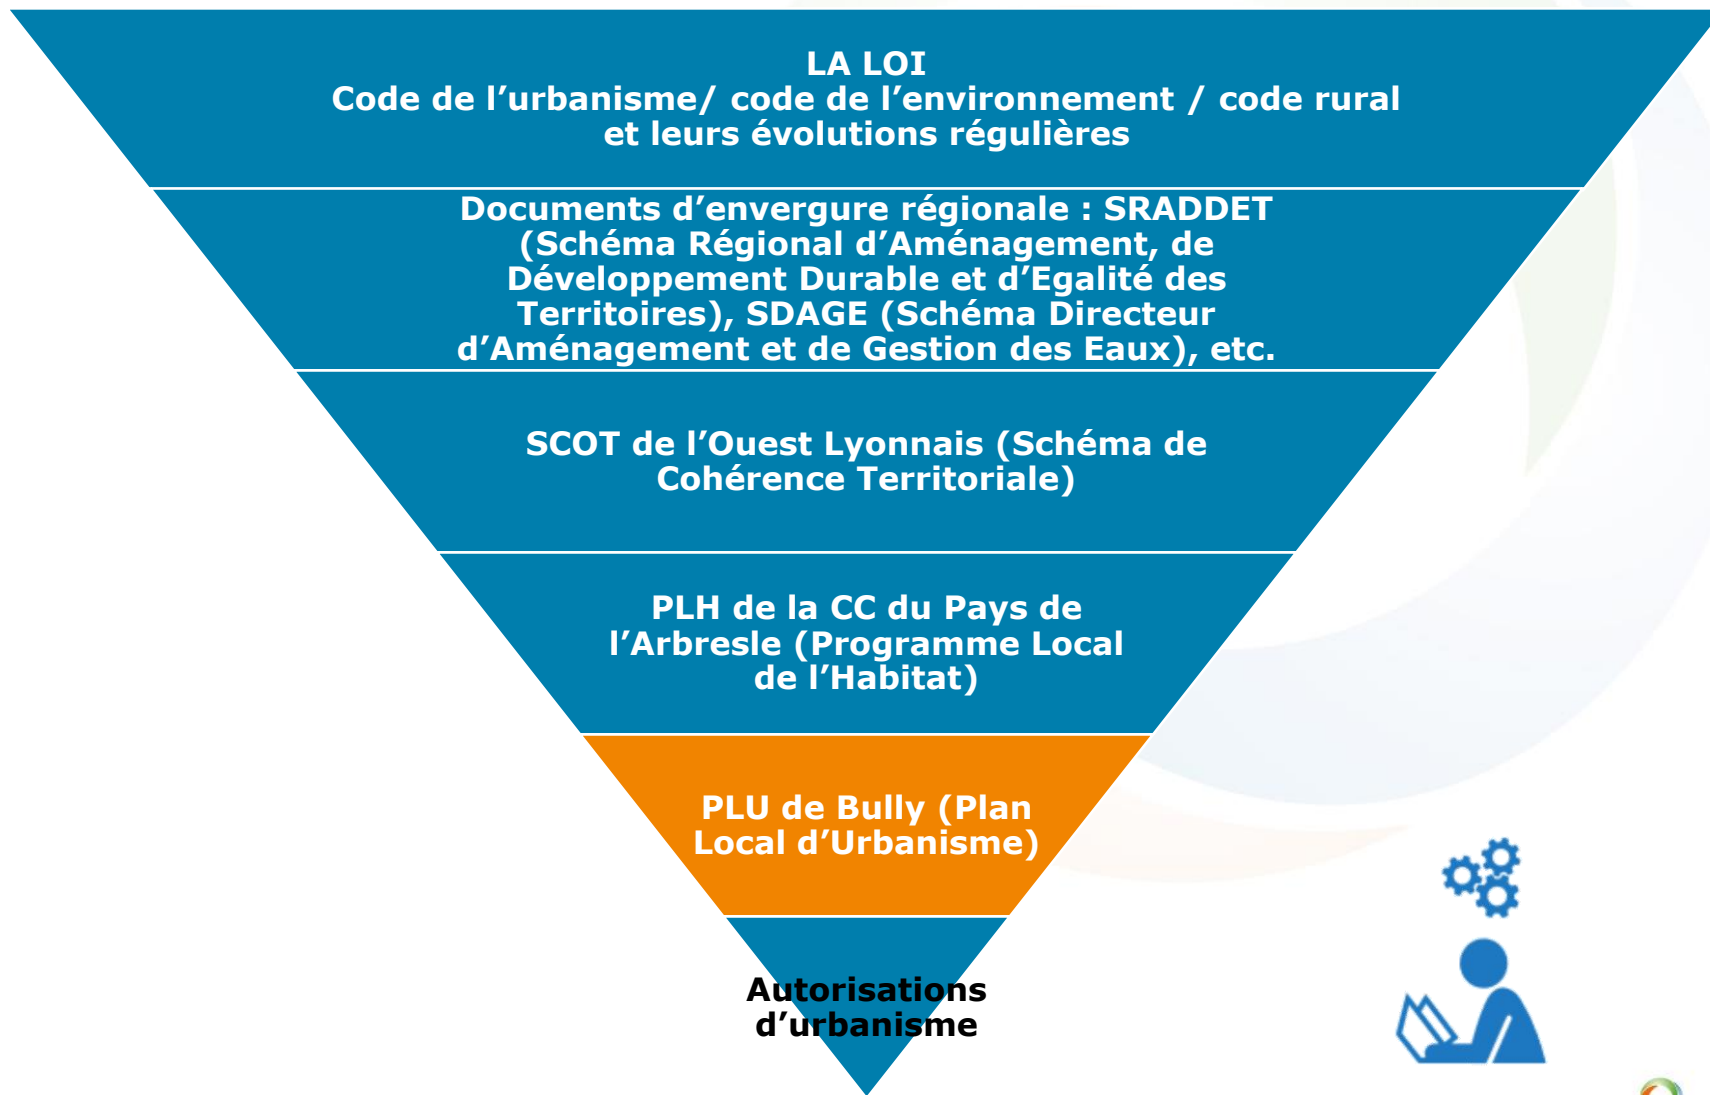 LA LOI
Code de l’urbanisme/ code de l’environnement / code rural
et leurs évolutions régulières
Documents d’envergure régionale : SRADDET
(Schéma Régional d’Aménagement, de
Développement Durable et d’Egalité des
Territoires), SDAGE (Schéma Directeur
d’Aménagement et de Gestion des Eaux), etc.
SCOT de l’Ouest Lyonnais (Schéma de
Cohérence Territoriale)
PLH de la CC du Pays de
l’Arbresle (Programme Local
de l’Habitat)
PLU de Bully (Plan
Local d’Urbanisme)
Autorisations
d’urbanisme